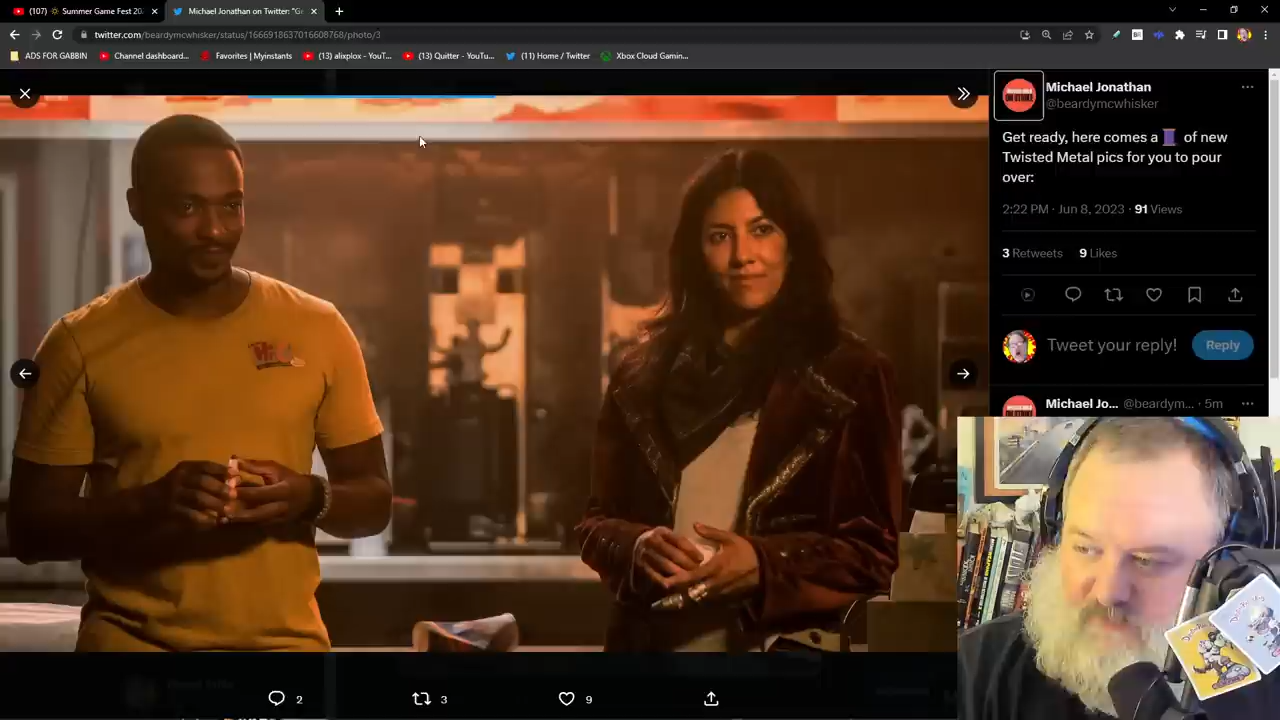 (107) ☀ Summer Game Fest 202
Michael Jonathan on Twitter: "Ge
twitter.com/beardymcwhisker/status/1666918637016608768/photo/3
ADS FOR GABBIN
Channel dashboard...
Favorites | Myinstants
(13) alixplox - YouT...
(13) Quitter - YouTu...
(11) Home / Twitter
Xbox Cloud Gamin...
Michael Jonathan
@beardymcwhisker
Get ready, here comes a 🧵 of new
Twisted Metal pics for you to pour
over:
2:22 PM · Jun 8, 2023 · 91 Views
3 Retweets 9 Likes
Tweet your reply!
Reply
Michael Jo... @beardym... · 5m
2
3
9